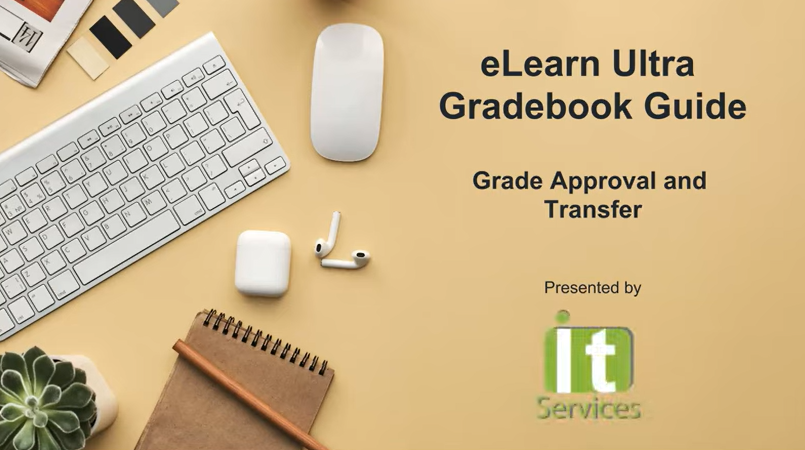 eLearn Ultra
Gradebook Guide
Grade Approval and
Transfer
Presented by
it
Services